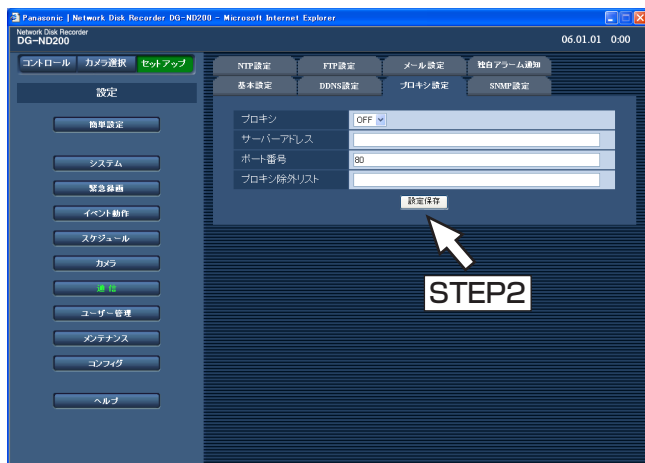 Panasonic | Network Disk Recorder DG-ND200 - Microsoft Internet Explorer
Network Disk Recorder
DG-ND200
06.01.01 0:00
コントロール カメラ選択 セットアップ
設定
簡単設定
システム
緊急録画
イベント動作
スケジュール
カメラ
通信
ユーザー管理
メンテナンス
コンフィグ
ヘルプ
NTP設定 FTP設定 メール設定 独自アラーム通知
基本設定 DDNS設定 プロキシ設定 SNMP設定
プロキシ OFF
サーバーアドレス
ポート番号 80
プロキシ除外リスト
設定保存
STEP2